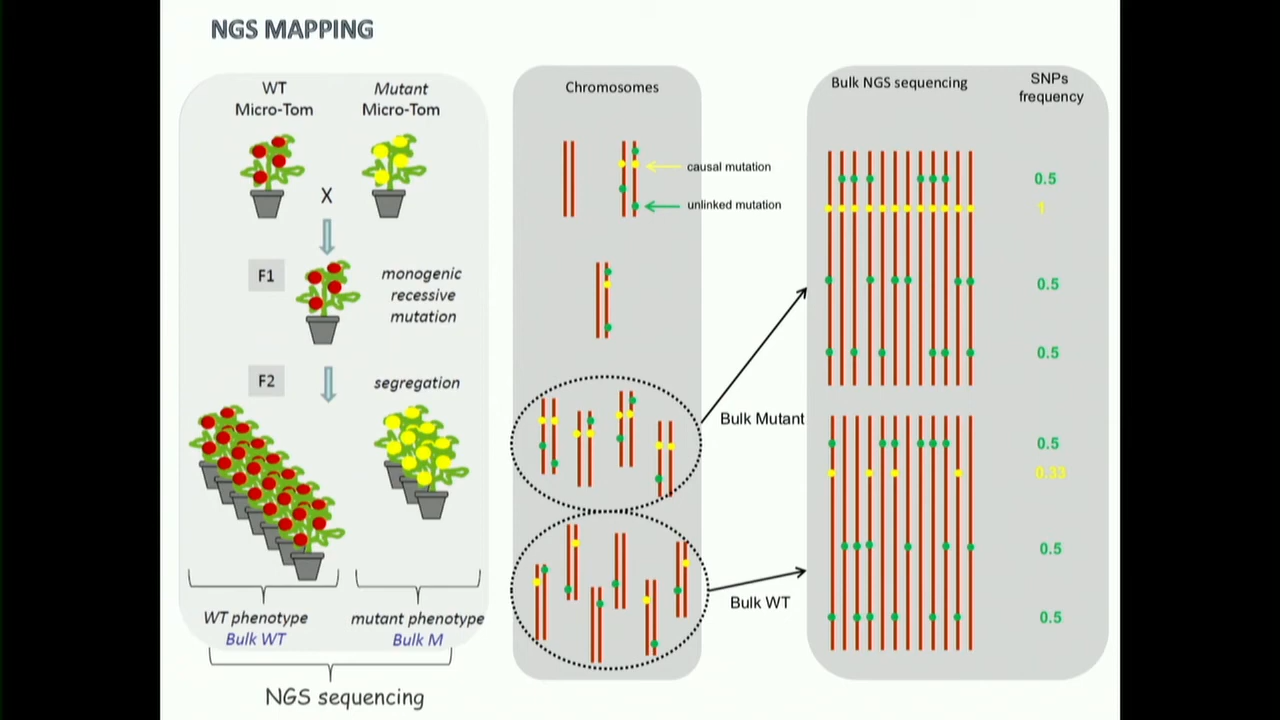 NGS MAPPING
WT
Micro-Tom
Mutant
Micro-Tom
X
F1
monogenic
recessive
mutation
F2
segregation
WT phenotype
Bulk WT
mutant phenotype
Bulk M
NGS sequencing
Chromosomes
causal mutation
unlinked mutation
Bulk Mutant
Bulk WT
Bulk NGS sequencing
SNPs
frequency
0.5
1
0.5
0.5
0.5
0.33
0.5
0.5